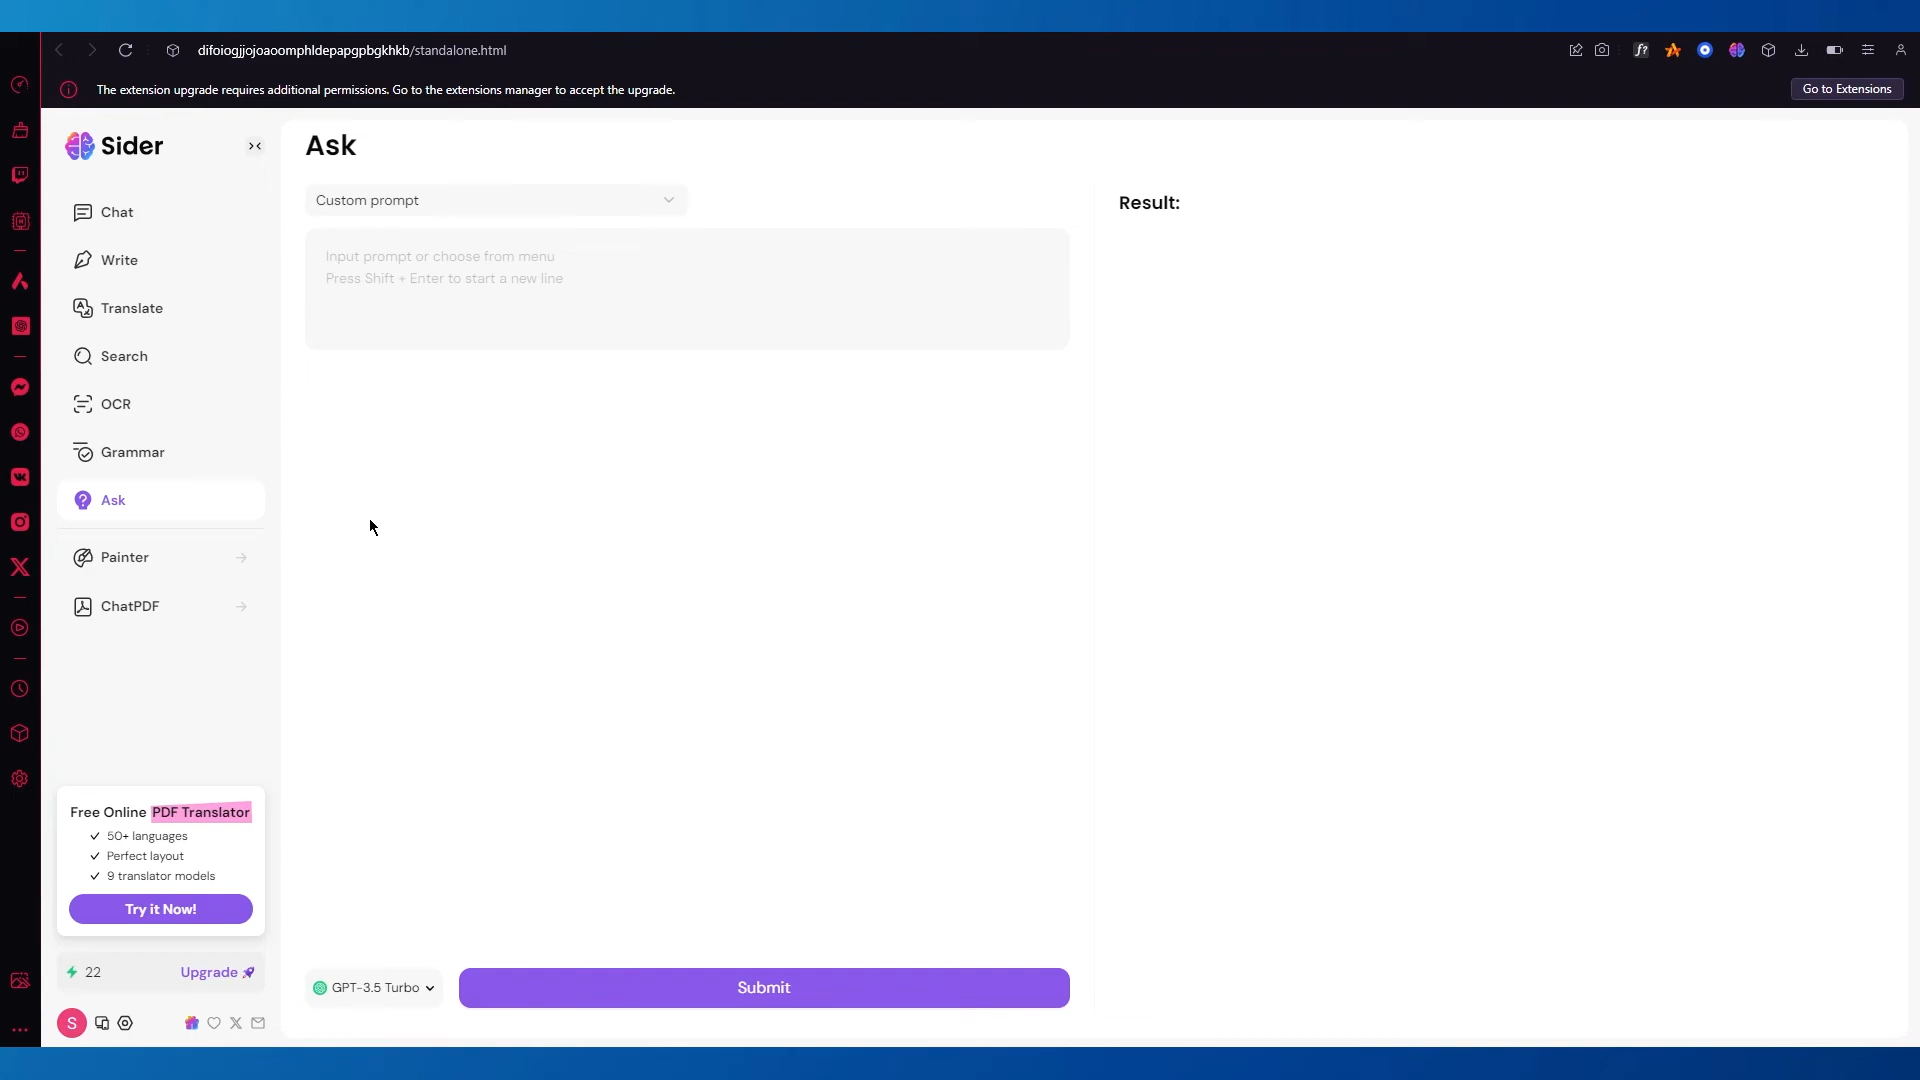 difoiogjjojoaoomphldepapgpbgkhkb/standalone.html
The extension upgrade requires additional permissions. Go to the extensions manager to accept the upgrade.
Go to Extensions
Sider
Chat
Write
Translate
Search
OCR
Grammar
Ask
Painter
ChatPDF
Free Online PDF Translator
50+ languages
Perfect layout
9 translator models
Try it Now!
22
Upgrade
S
Ask
Custom prompt
Input prompt or choose from menu
Press Shift + Enter to start a new line
GPT-3.5 Turbo
Submit
Result: